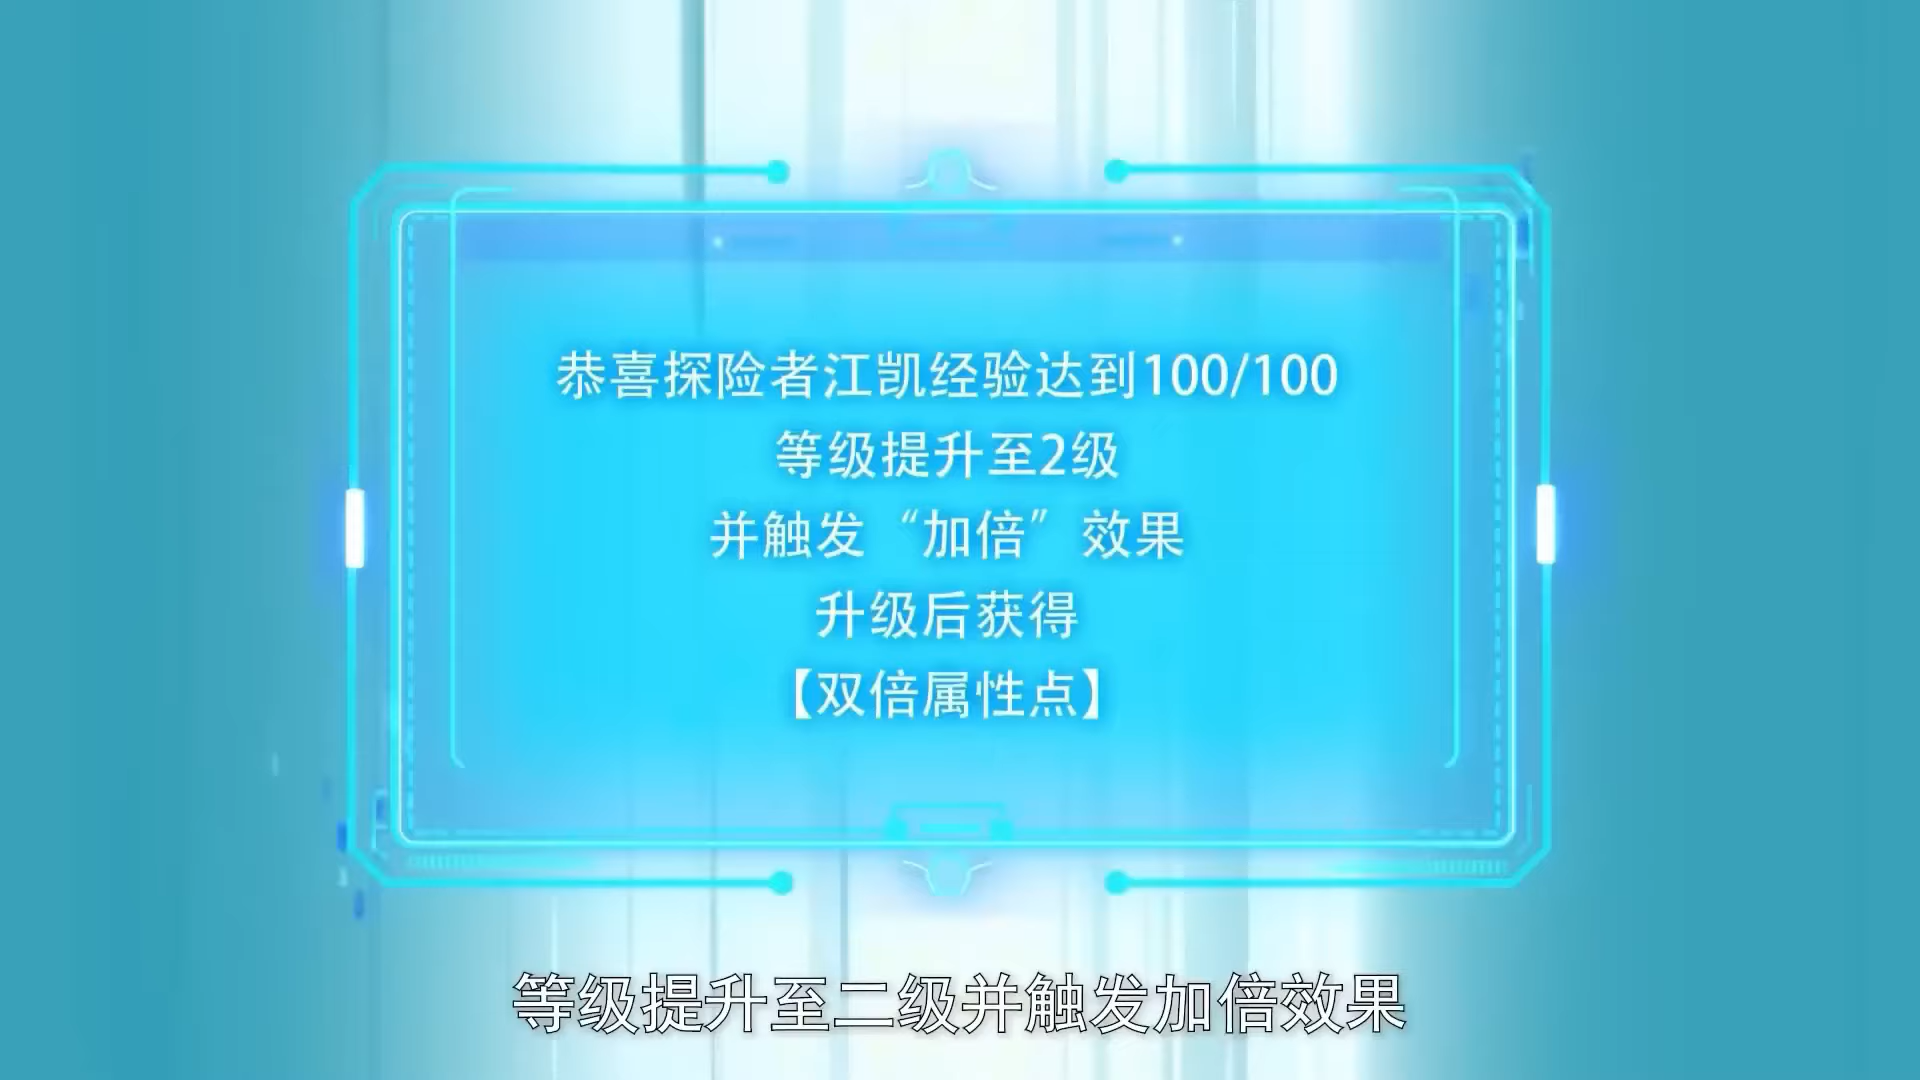 恭喜探险者江凯经验达到100/100
等级提升至2级
并触发“加倍”效果
升级后获得
【双倍属性点】
等级提升至二级并触发加倍效果